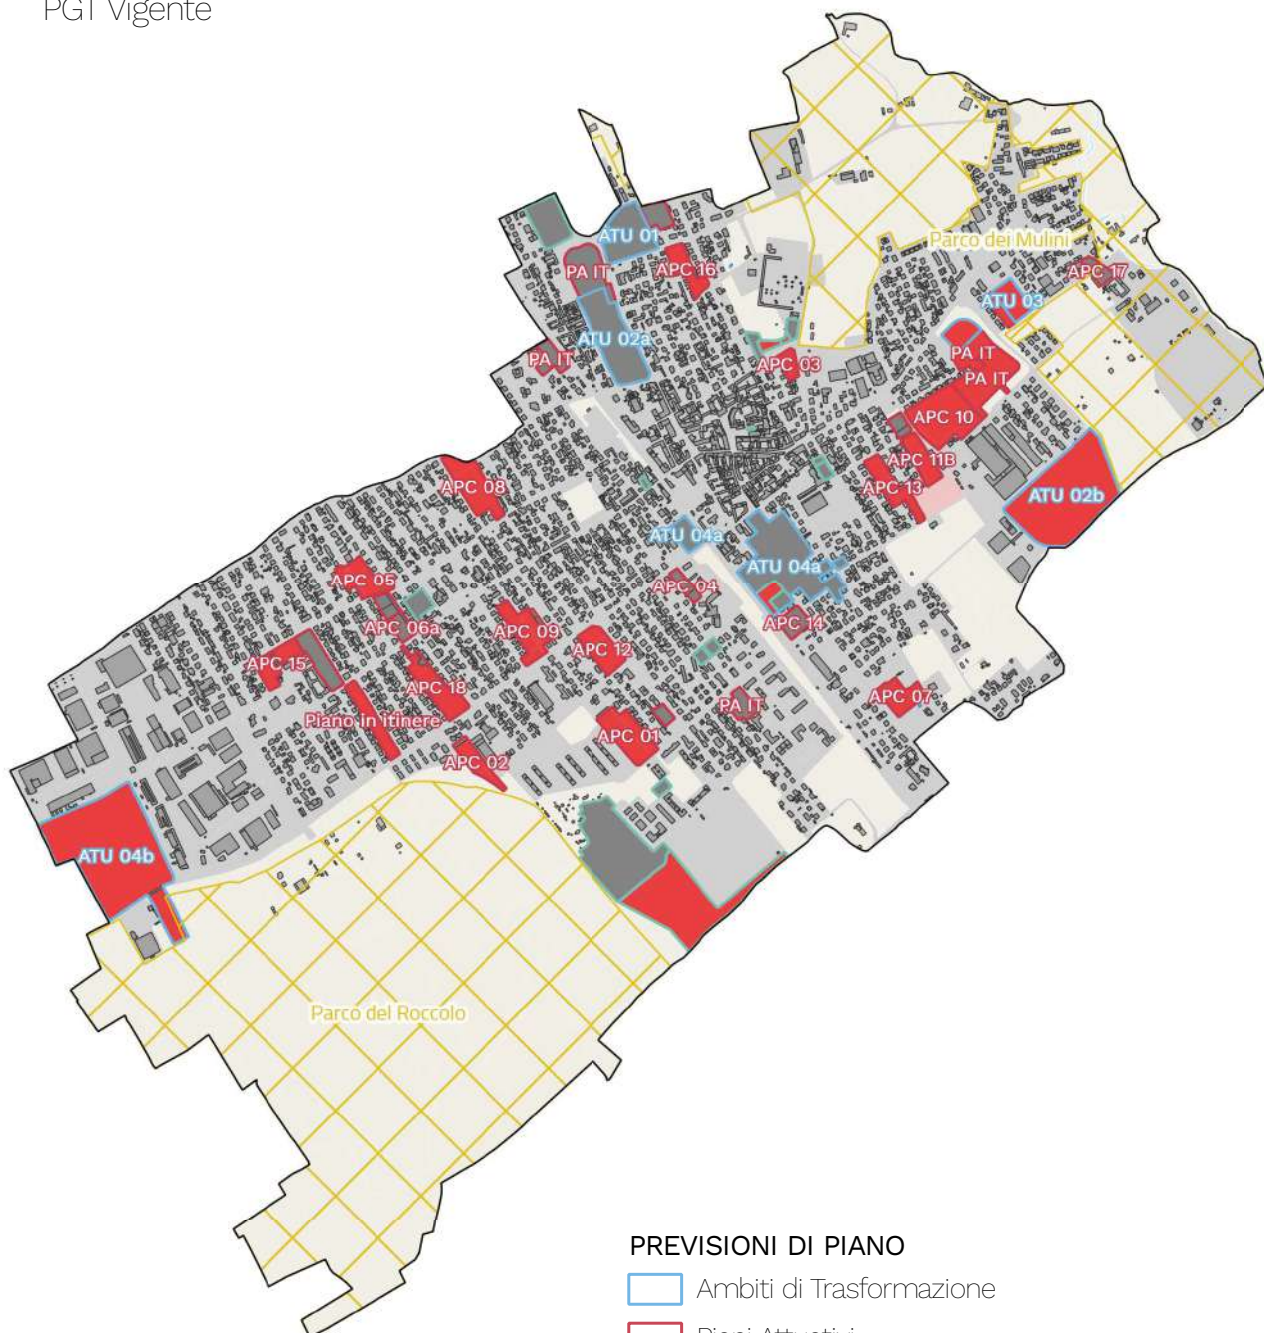 PGT Vigente
ATU 01
PA IT
APC 16
Parco dei Mulini
APC 17
ATU 03
ATU 02a
PA IT
APC 03
PA IT
PA IT
APC 10
APC 11B
APC 08
APC 13
ATU 02b
ATU 04a
ATU 04a
APC 05
APC 04
APC 06a
APC 09
APC 14
APC 12
APC 15
APC 18
APC 07
PA IT
Piano in itinere
APC 01
APC 02
ATU 04b
Parco del Roccolo
PREVISIONI DI PIANO
Ambiti di Trasformazione
Piani Attuativi